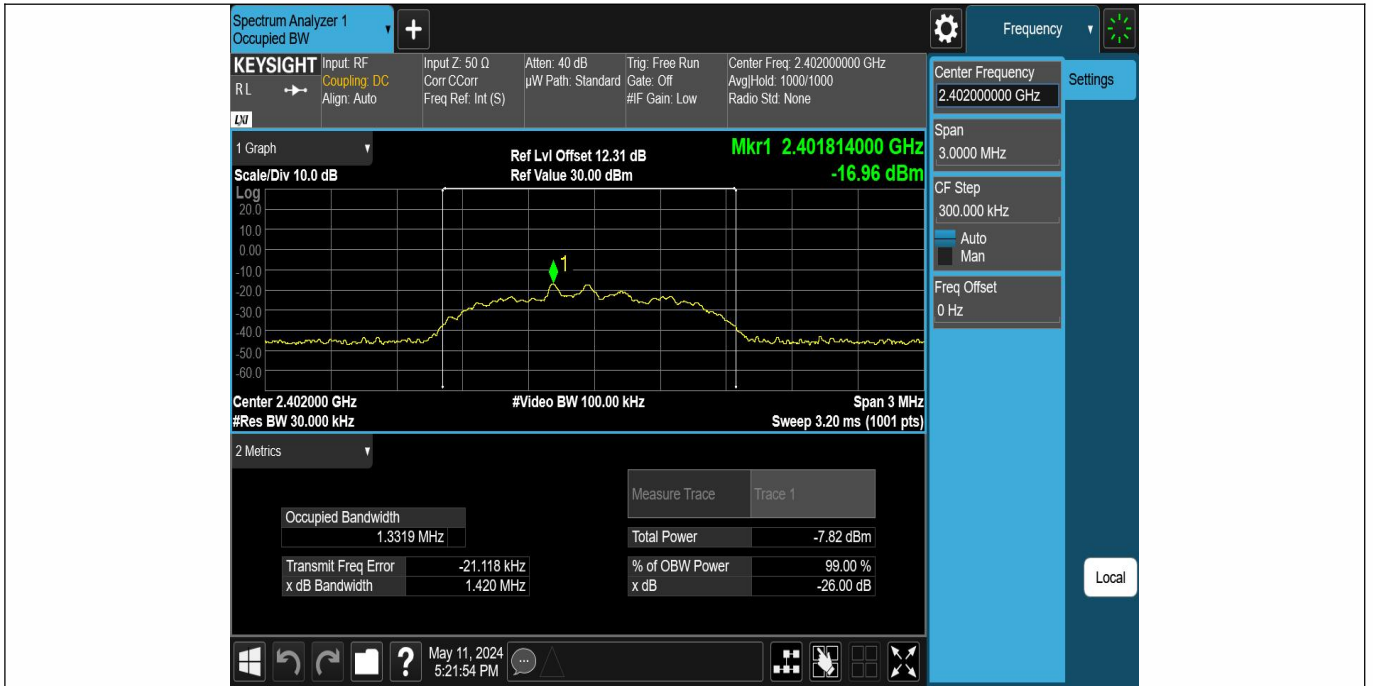 Spectrum Analyzer 1
Occupied BW
+
Frequency
KEYSIGHT
RL
LXI
Input: RF
Coupling: DC
Align: Auto
Input Z: 50 Ω
Corr CCorr
Freq Ref: Int (S)
Atten: 40 dB
µW Path: Standard
Trig: Free Run
Gate: Off
#IF Gain: Low
Center Freq: 2.402000000 GHz
Avg|Hold: 1000/1000
Radio Std: None
Center Frequency
2.402000000 GHz
Settings
Span
3.0000 MHz
CF Step
300.000 kHz
Auto
Man
Freq Offset
0 Hz
Local
1 Graph
Scale/Div 10.0 dB
Ref Lvl Offset 12.31 dB
Ref Value 30.00 dBm
Mkr1 2.401814000 GHz
-16.96 dBm
Log
20.0
10.0
0.00
-10.0
-20.0
-30.0
-40.0
-50.0
-60.0
1
Center 2.402000 GHz
#Video BW 100.00 kHz
Span 3 MHz
#Res BW 30.000 kHz
Sweep 3.20 ms (1001 pts)
2 Metrics
Measure Trace Trace 1
Occupied Bandwidth
1.3319 MHz
Total Power -7.82 dBm
Transmit Freq Error -21.118 kHz
% of OBW Power 99.00 %
x dB Bandwidth 1.420 MHz
x dB -26.00 dB
?
May 11, 2024
5:21:54 PM